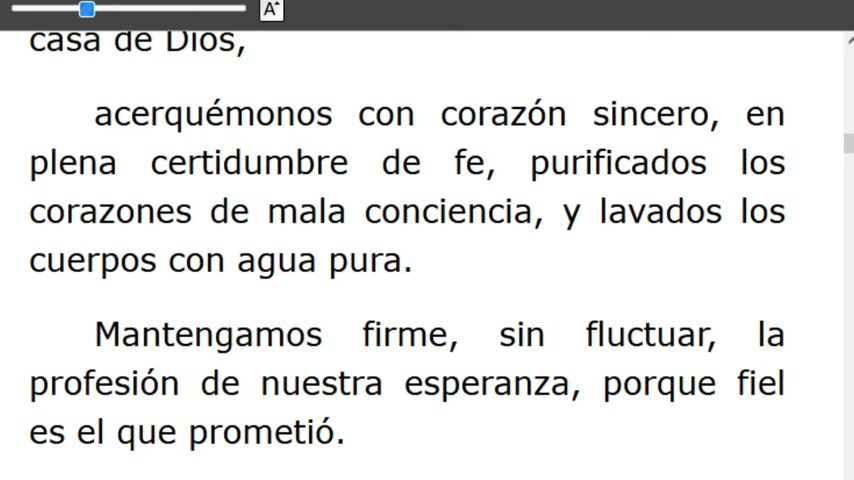 A
casa de Dios,
acerquémonos con corazón sincero, en
plena certidumbre de fe, purificados los
corazones de mala conciencia, y lavados los
cuerpos con agua pura.
Mantengamos firme, sin fluctuar, la
profesión de nuestra esperanza, porque fiel
es el que prometió.